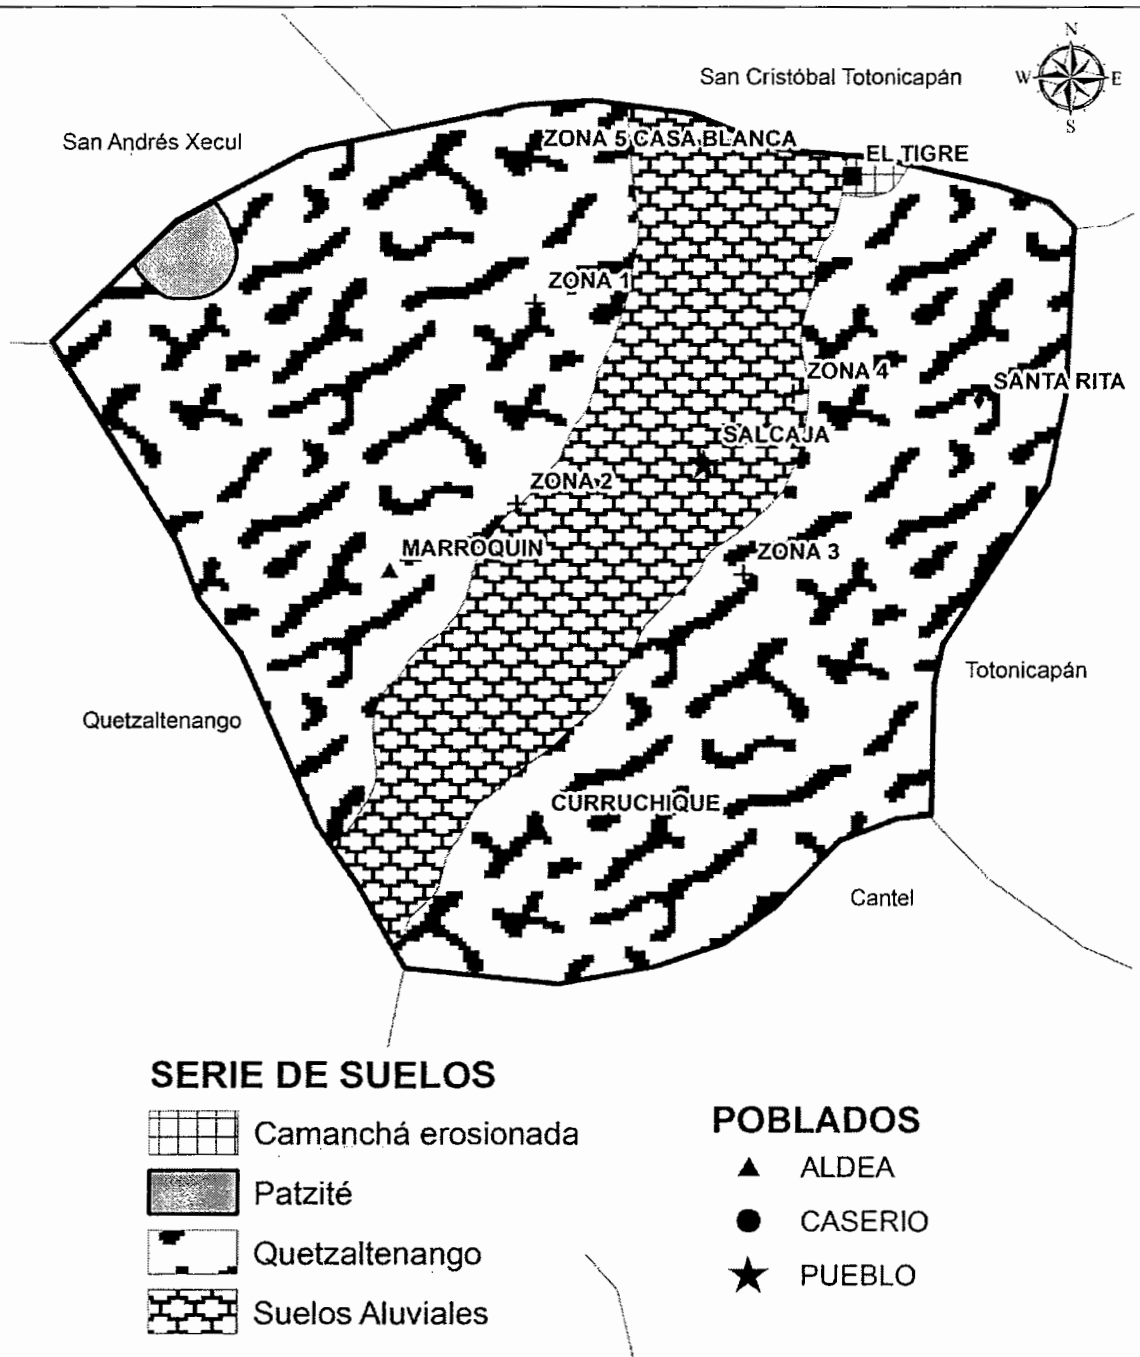 N
San Cristóbal Totonicapán
W
E
S
San Andrés Xecul
ZONA 5 CASA BLANCA
EL TIGRE
ZONA 1
ZONA 4
SANTA RITA
SALCAJA
ZONA 2
MARROQUIN
ZONA 3
Totonicapán
Quetzaltenango
CURRUCHIQUE
Cantel
SERIE DE SUELOS
Camanchá erosionada
Patzité
Quetzaltenango
Suelos Aluviales
POBLADOS
ALDEA
CASERIO
PUEBLO